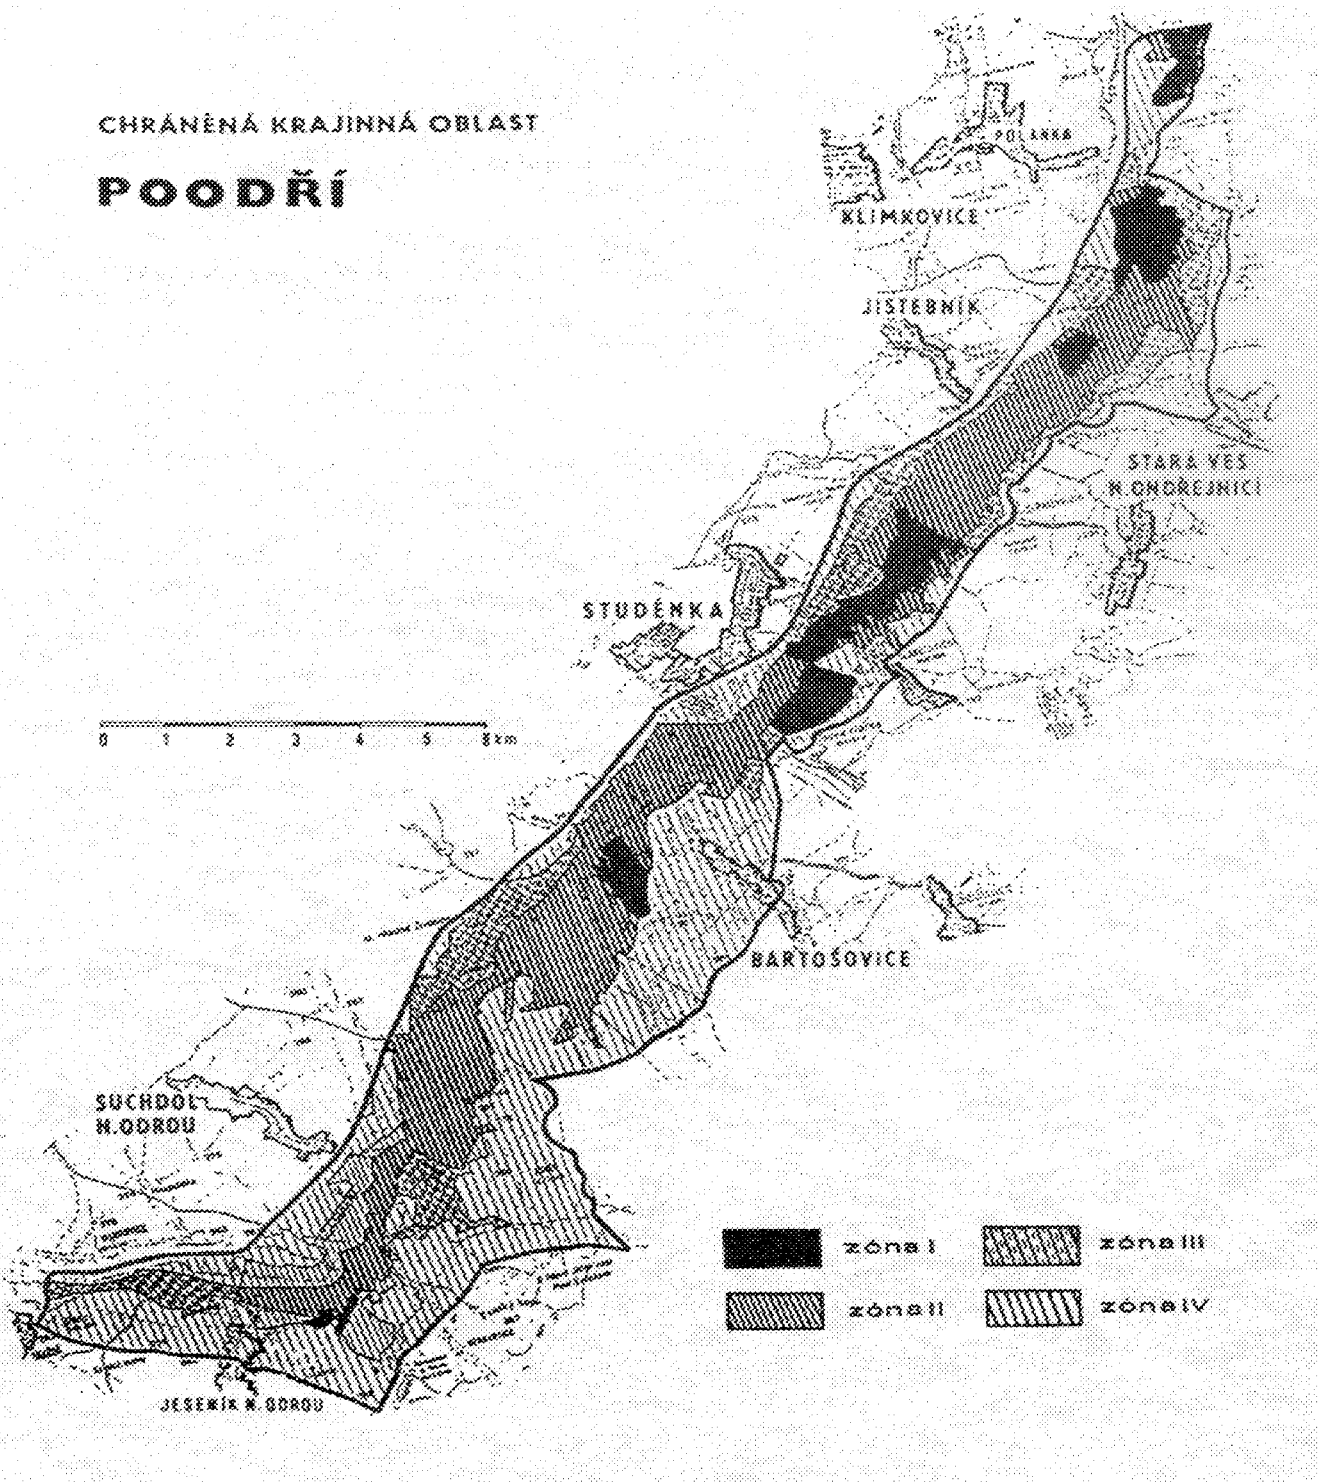 CHRÁNĚNÁ KRAJINNÁ OBLAST
POODŘÍ
POLANKA
KLIMKOVICE
JISTEBNÍK
STARA VES
N.ONDŘEJNICÍ
STUDÉNKA
0 1 2 3 4 5 6 km
BARTOŠOVICE
SUCHDOL
N.ODROU
JESENÍK N.ODROU
zóna I
zóna II
zóna III
zóna IV